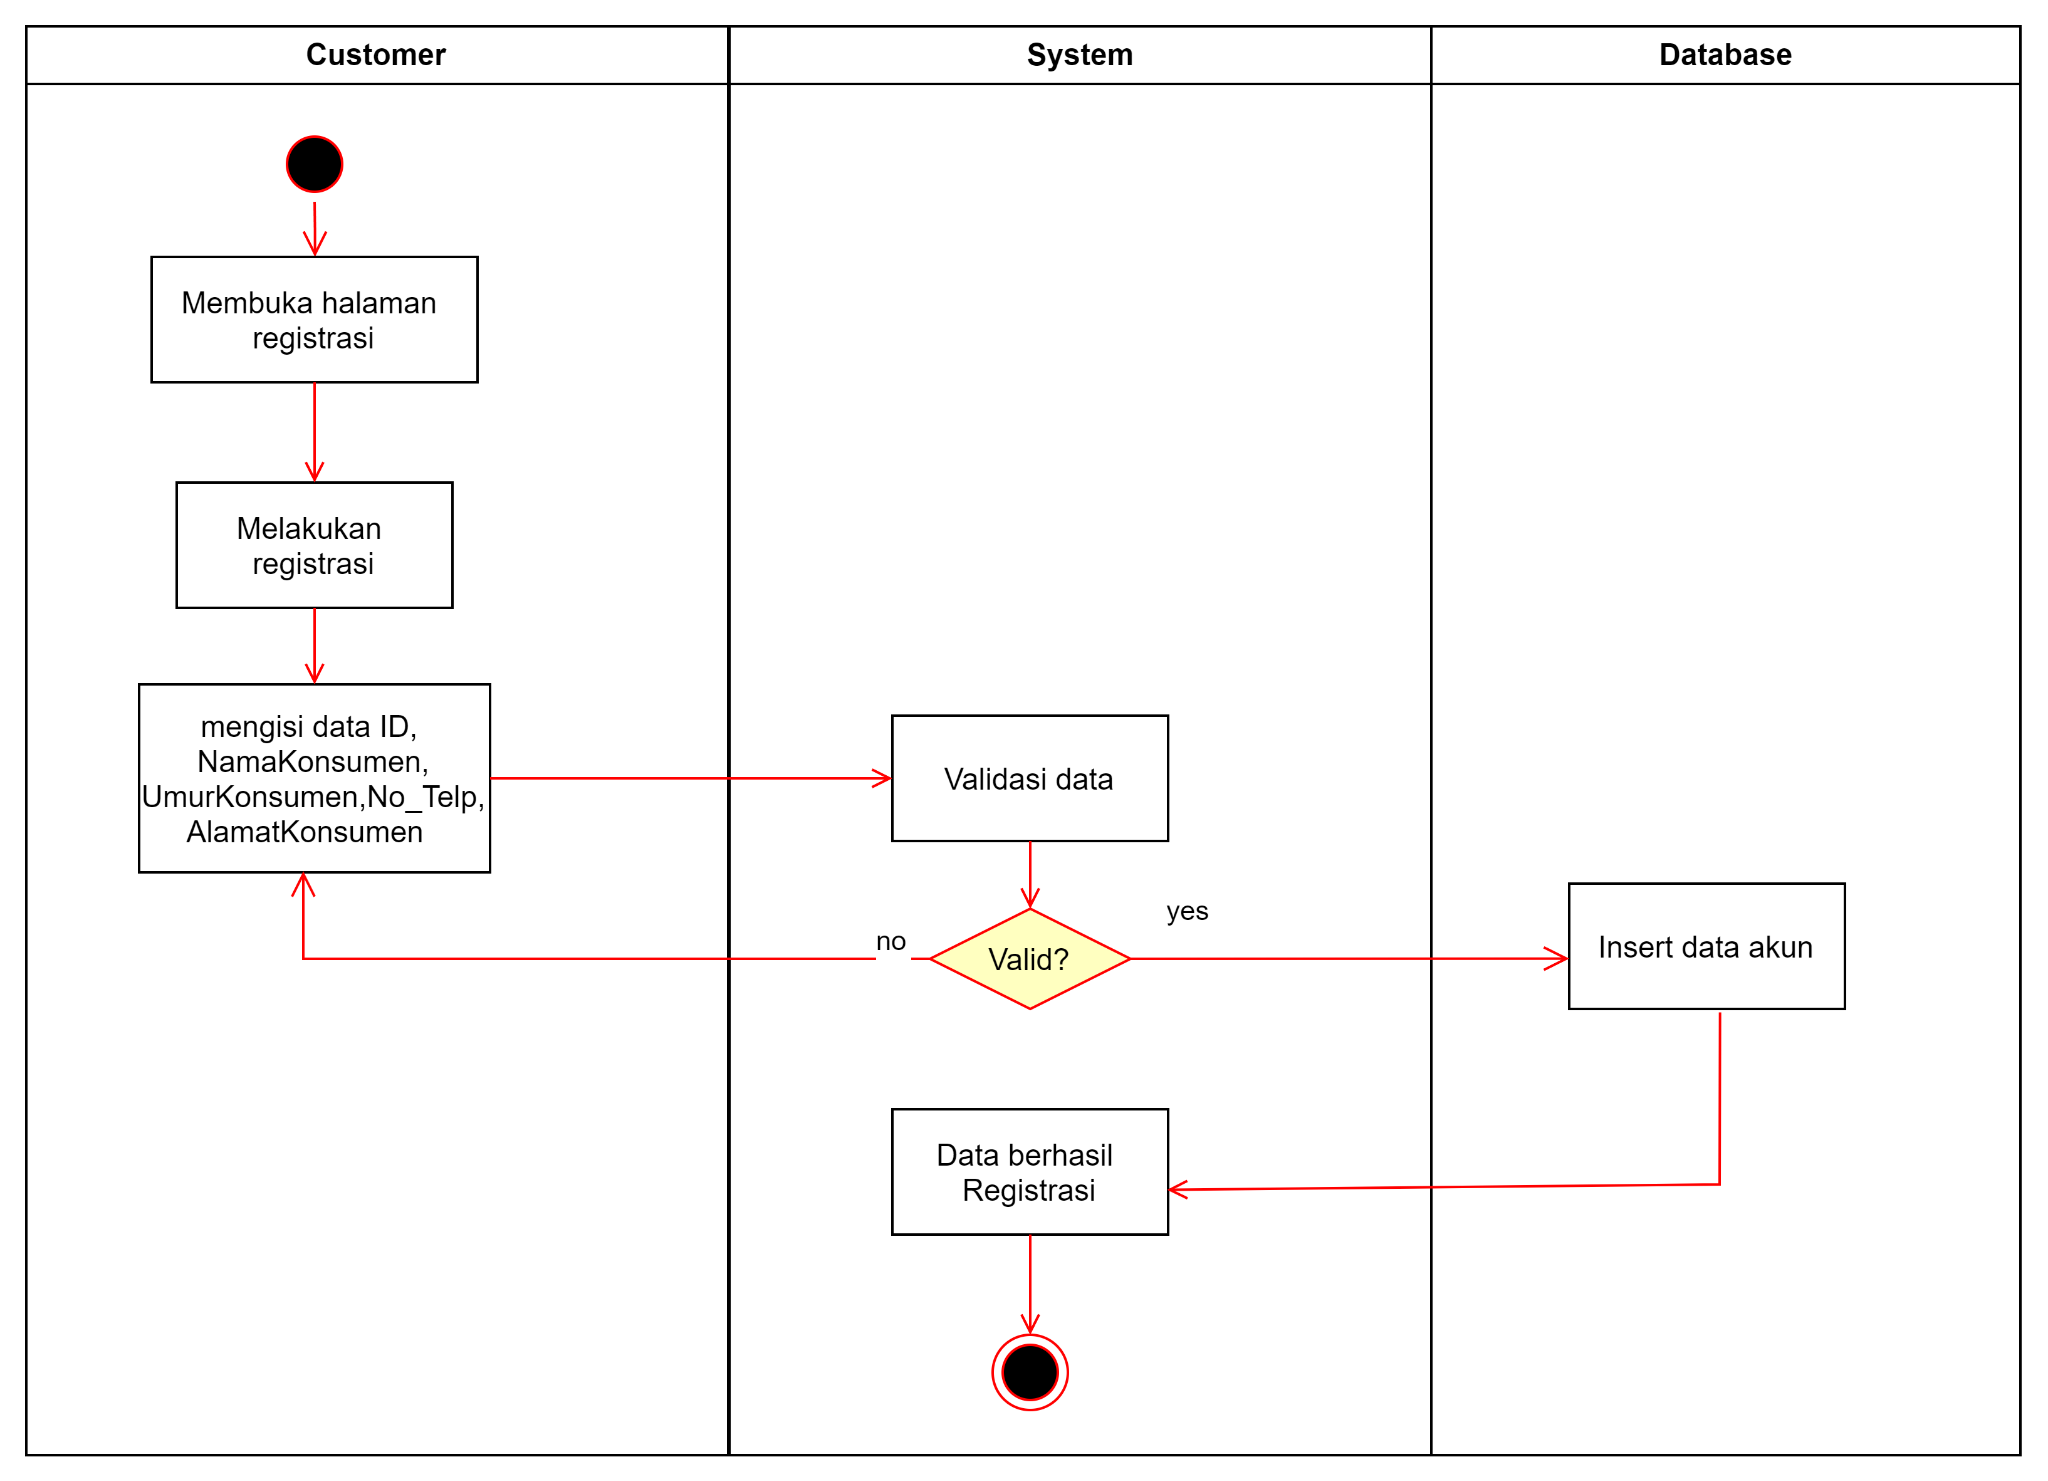 Customer
System
Database
Membuka halaman
registrasi
Melakukan
registrasi
mengisi data ID,
NamaKonsumen,
UmurKonsumen,No_Telp,
AlamatKonsumen
Validasi data
no
Valid?
yes
Insert data akun
Data berhasil
Registrasi